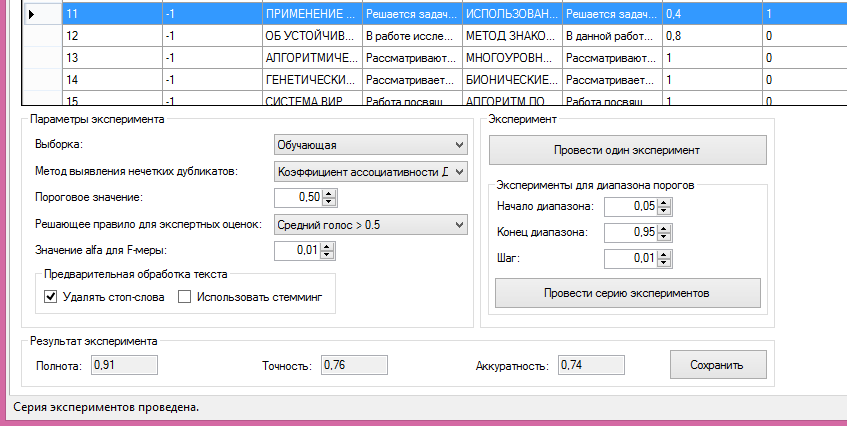 11 -1 ПРИМЕНЕНИЕ ... Решается задач... ИСПОЛЬЗОВАН... Решается задач... 0,4 1
12 -1 ОБ УСТОЙЧИВ... В работе иссле... МЕТОД ЗНАКО... В данной работ... 0,8 0
13 -1 АЛГОРИТМИЧЕ... Рассматривают... МНОГОУРОВН... Рассматривают... 1 0
14 -1 ГЕНЕТИЧЕСКИ... Рассматривает... БИОНИЧЕСКИЕ... Рассматривает... 1 0
15 -1 СИСТЕМА ВИР... Работа посвящ... АЛГОРИТМ ПО... Работа посвящ... 1 0
Параметры эксперимента
Выборка: Обучающая
Метод выявления нечетких дубликатов: Коэффициент ассоциативности Д
Пороговое значение: 0,50
Решающее правило для экспертных оценок: Средний голос > 0.5
Значение alfa для F-меры: 0,01
Предварительная обработка текста
Удалять стоп-слова Использовать стемминг
Эксперимент
Провести один эксперимент
Эксперименты для диапазона порогов
Начало диапазона: 0,05
Конец диапазона: 0,95
Шаг: 0,01
Провести серию экспериментов
Результат эксперимента
Полнота: 0,91 Точность: 0,76 Аккуратность: 0,74 Сохранить
Серия экспериментов проведена.